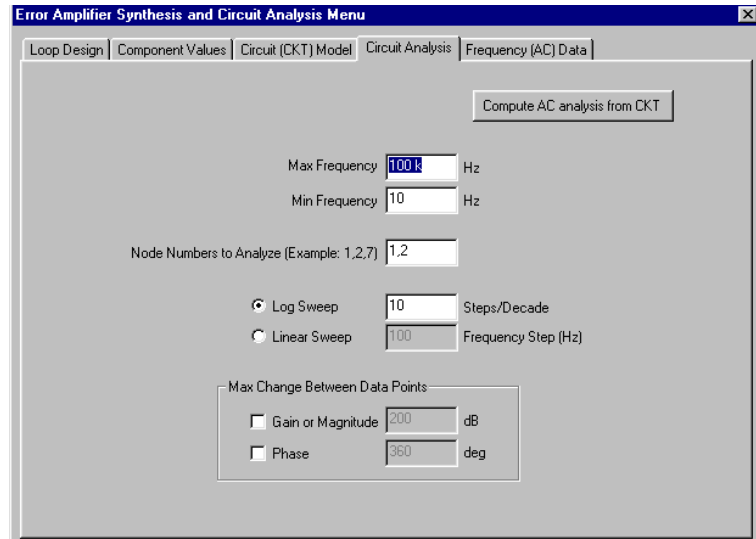 Error Amplifier Synthesis and Circuit Analysis Menu
Loop Design Component Values Circuit (CKT) Model Circuit Analysis Frequency (AC) Data
Compute AC analysis from CKT
Max Frequency 100 k Hz
Min Frequency 10 Hz
Node Numbers to Analyze (Example: 1,2,7) 1,2
Log Sweep 10 Steps/Decade
Linear Sweep 100 Frequency Step (Hz)
Max Change Between Data Points
Gain or Magnitude 200 dB
Phase 360 deg